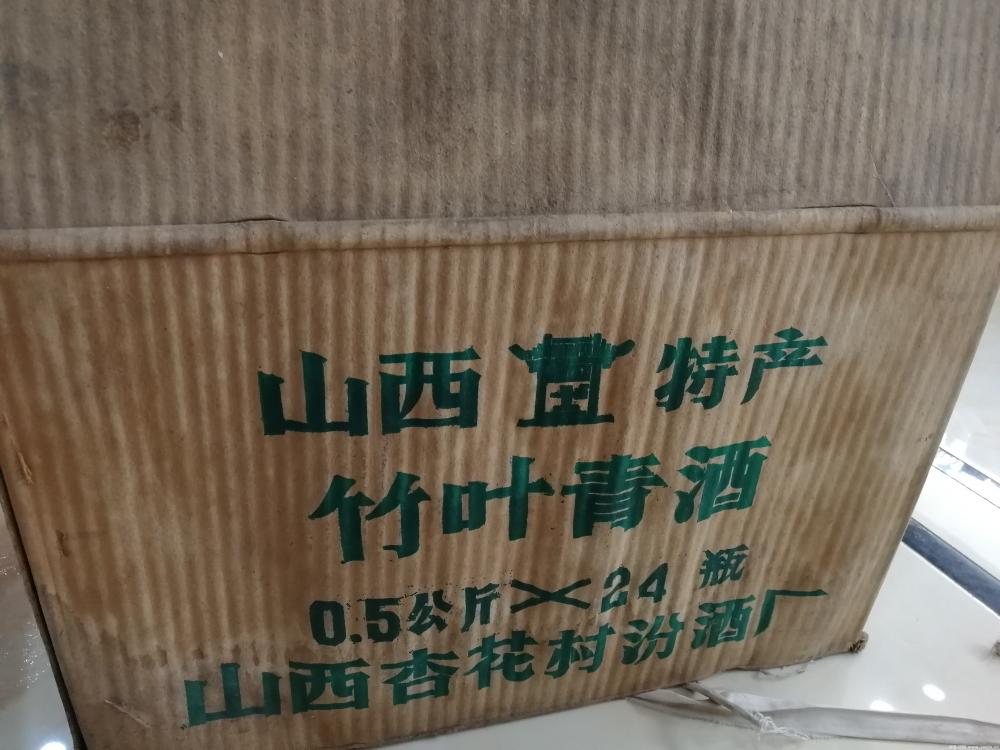 山西 特产
竹叶青酒
0.5公斤×24瓶
山西杏花村汾酒厂